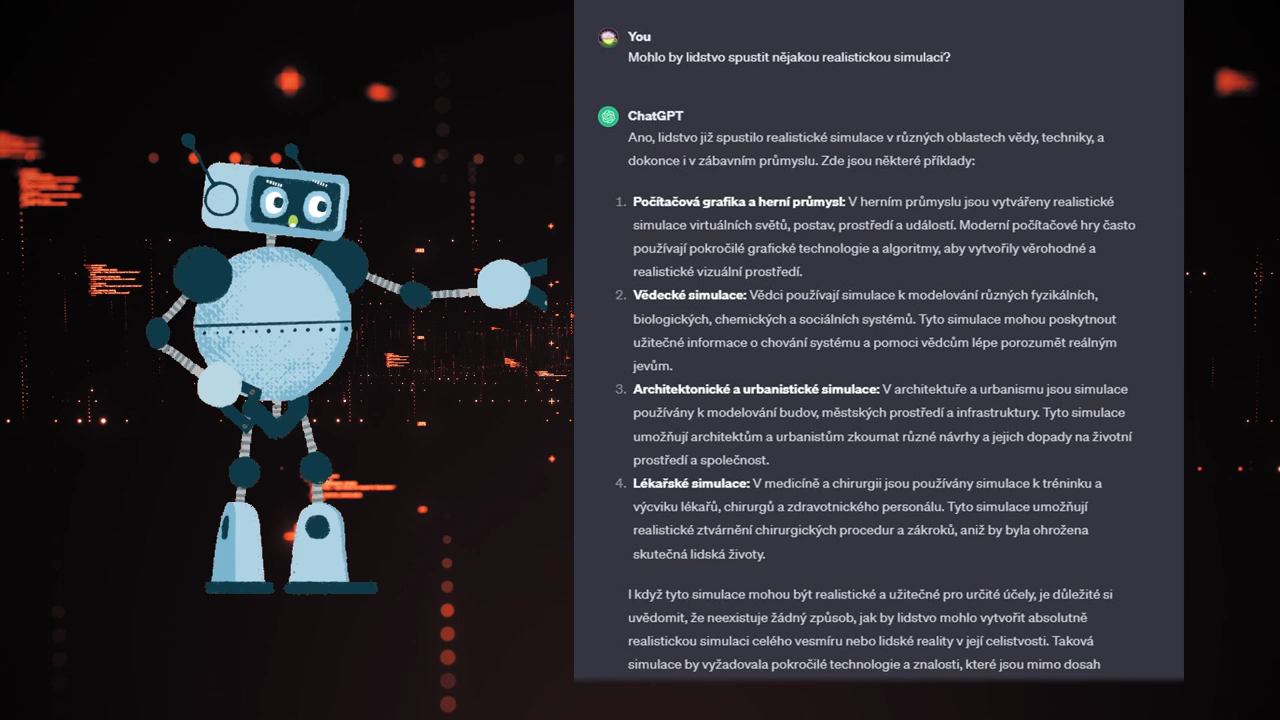 You
Mohlo by lidstvo spustit nějakou realistickou simulaci?
ChatGPT
Ano, lidstvo již spustilo realistické simulace v různých oblastech vědy, techniky, a
dokonce i v zábavním průmyslu. Zde jsou některé příklady:
1. Počítačová grafika a herní průmysl: V herním průmyslu jsou vytvářeny realistické
simulace virtuálních světů, postav, prostředí a událostí. Moderní počítačové hry často
používají pokročilé grafické technologie a algoritmy, aby vytvořily věrohodné a
realistické vizuální prostředí.
2. Vědecké simulace: Vědci používají simulace k modelování různých fyzikálních,
biologických, chemických a sociálních systémů. Tyto simulace mohou poskytnout
užitečné informace o chování systému a pomoci vědcům lépe porozumět reálným
jevům.
3. Architektonické a urbanistické simulace: V architektuře a urbanismu jsou simulace
používány k modelování budov, městských prostředí a infrastruktury. Tyto simulace
umožňují architektům a urbanistům zkoumat různé návrhy a jejich dopady na životní
prostředí a společnost.
4. Lékařské simulace: V medicíně a chirurgii jsou používány simulace k tréninku a
výcviku lékařů, chirurgů a zdravotnického personálu. Tyto simulace umožňují
realistické ztvárnění chirurgických procedur a zákroků, aniž by byla ohrožena
skutečná lidská životy.
I když tyto simulace mohou být realistické a užitečné pro určité účely, je důležité si
uvědomit, že neexistuje žádný způsob, jak by lidstvo mohlo vytvořit absolutně
realistickou simulaci celého vesmíru nebo lidské reality v její celistvosti. Taková
simulace by vyžadovala pokročilé technologie a znalosti, které jsou mimo dosah